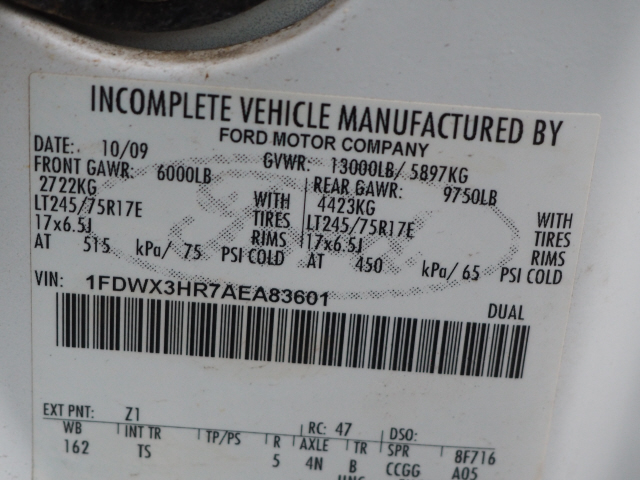 INCOMPLETE VEHICLE MANUFACTURED BY
FORD MOTOR COMPANY
DATE: 10/09 GVWR: 13000LB/ 5897KG
FRONT GAWR: 6000LB REAR GAWR: 9750LB
2722KG WITH 4423KG WITH
LT245/75R17E TIRES LT245/75R17E TIRES
17x6.5J RIMS 17x6.5J RIMS
AT 515 kPa/ 75 PSI COLD AT 450 kPa/ 65 PSI COLD
VIN: 1FDWX3HR7AEA83601
DUAL
EXT PNT: Z1 RC: 47 DSO:
WB INT TR TP/PS R AXLE TR SPR 8F716
162 TS 5 4N B CCGG A05